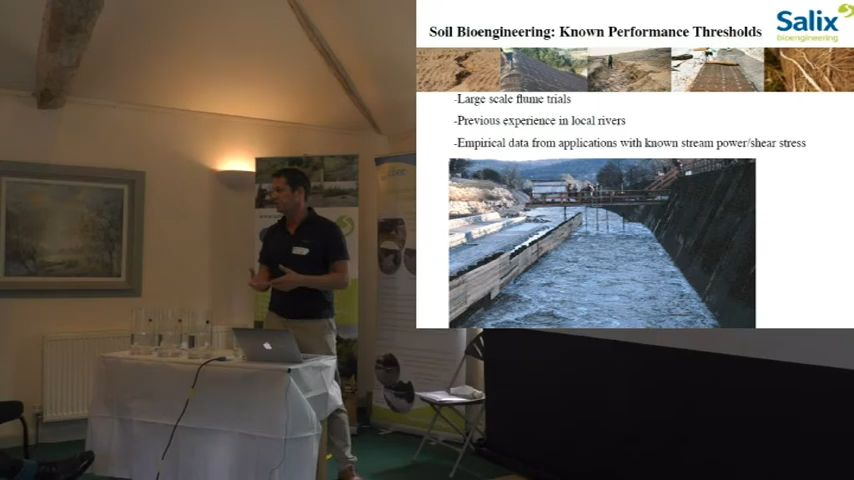 Soil Bioengineering: Known Performance Thresholds
Salix
bioengineering
-Large scale flume trials
-Previous experience in local rivers
-Empirical data from applications with known stream power/shear stress